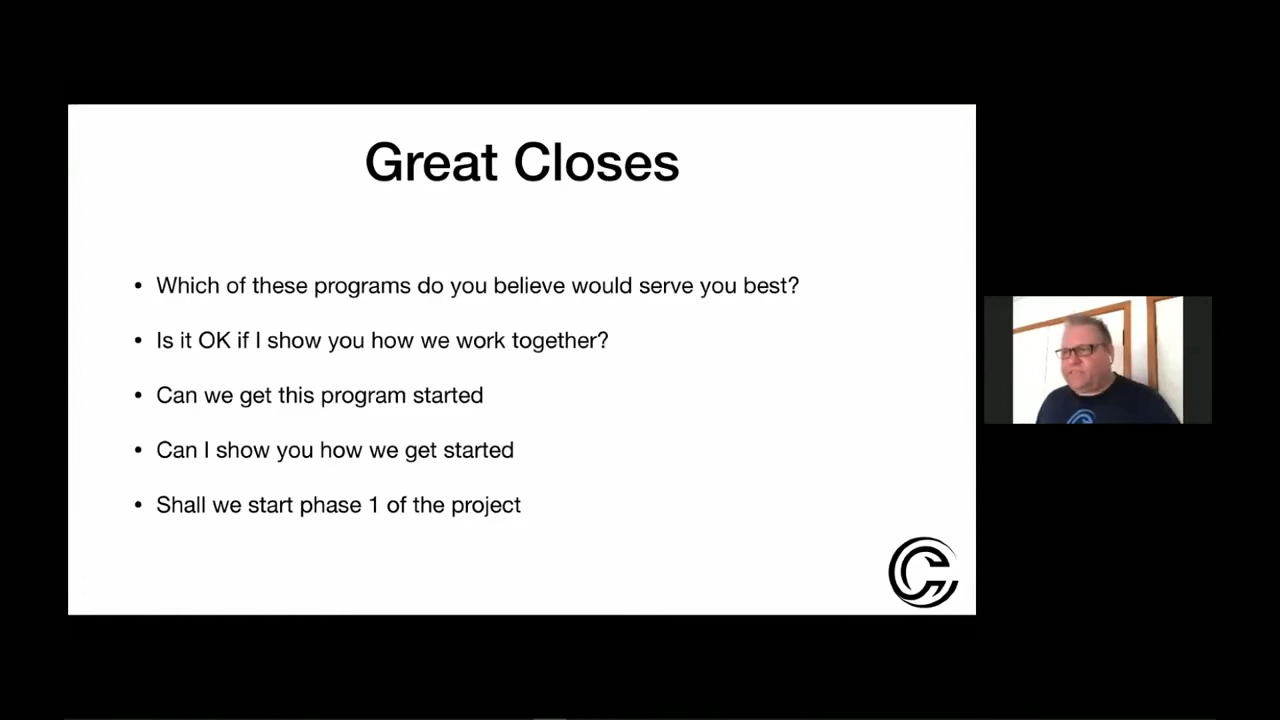 Great Closes
• Which of these programs do you believe would serve you best?
• Is it OK if I show you how we work together?
• Can we get this program started
• Can I show you how we get started
• Shall we start phase 1 of the project